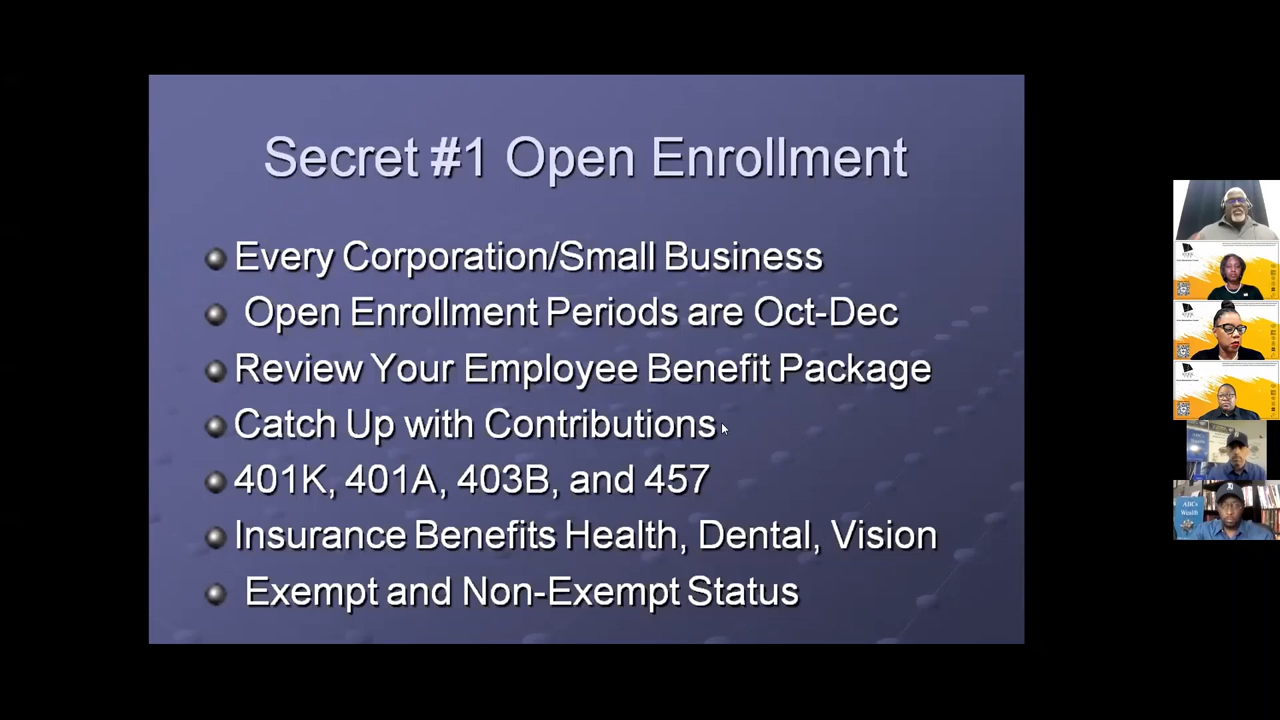 Secret #1 Open Enrollment
Every Corporation/Small Business
Open Enrollment Periods are Oct-Dec
Review Your Employee Benefit Package
Catch Up with Contributions
401K, 401A, 403B, and 457
Insurance Benefits Health, Dental, Vision
Exempt and Non-Exempt Status
ABCs
Wealth